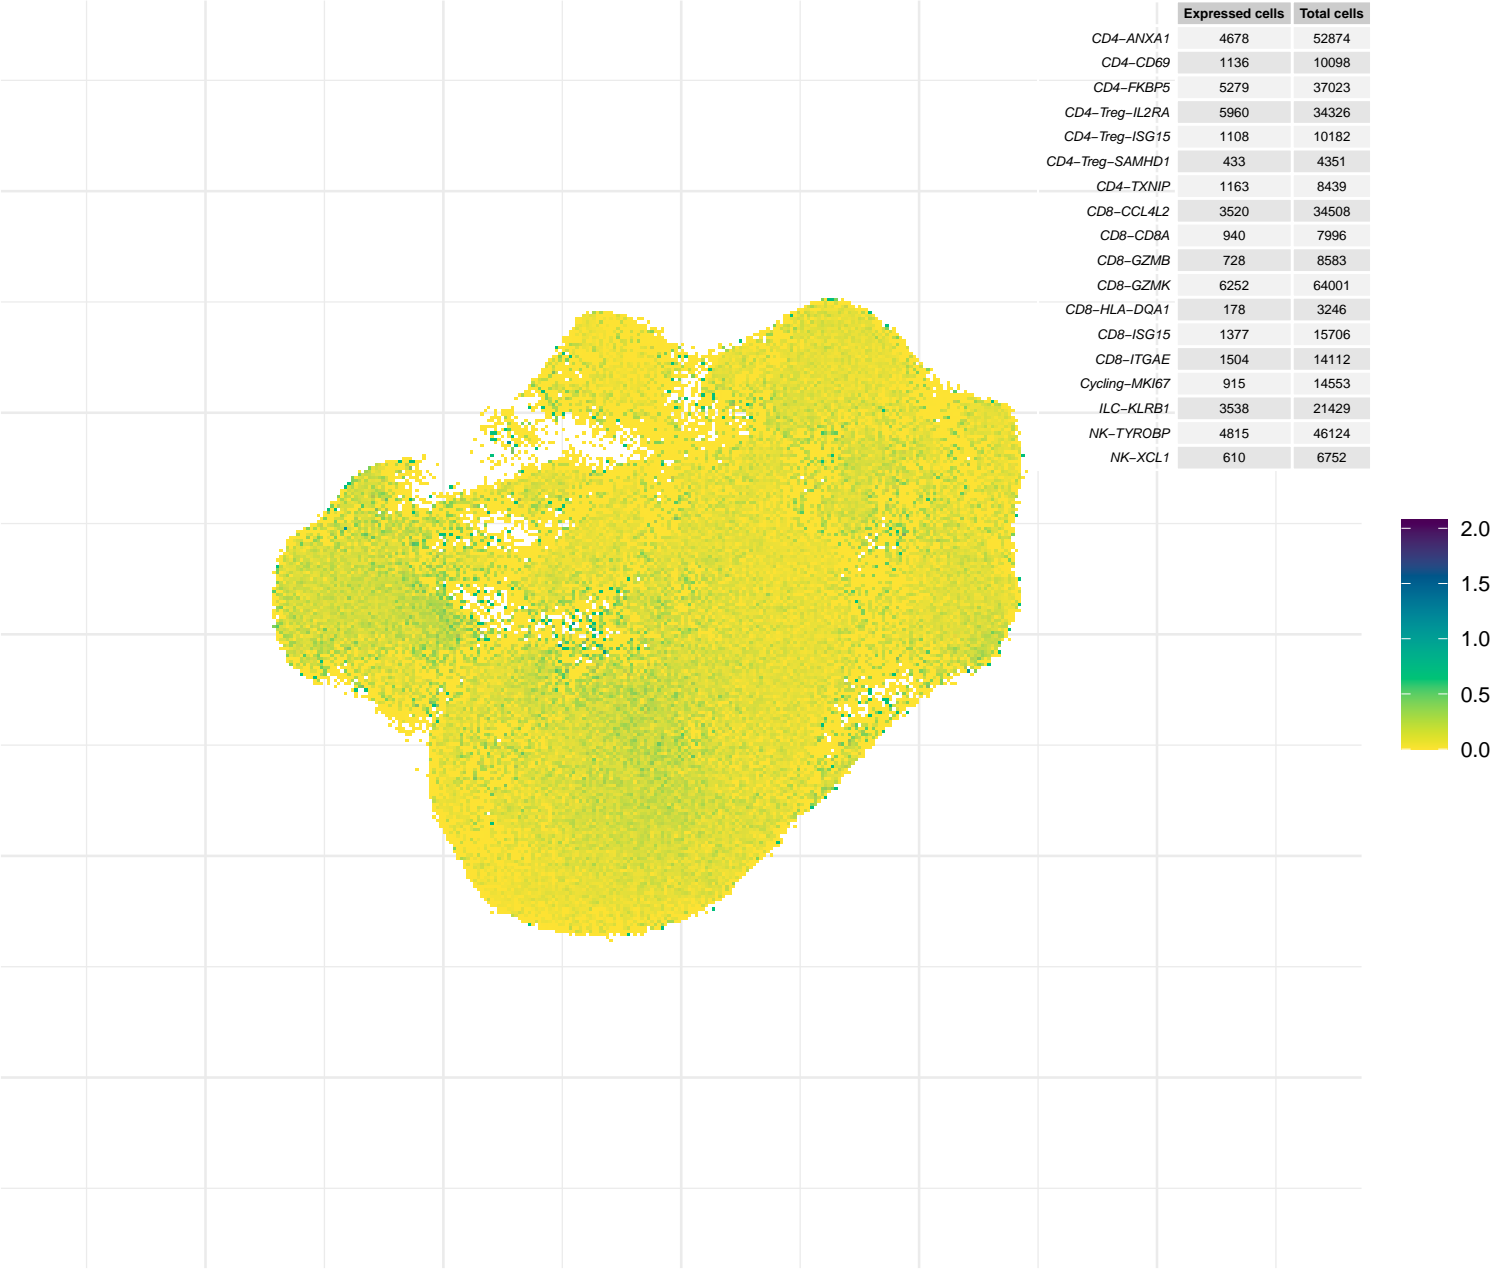 Expressed cells Total cells
CD4−ANXA1 4678 52874
CD4−CD69 1136 10098
CD4−FKBP5 5279 37023
CD4−Treg−IL2RA 5960 34326
CD4−Treg−ISG15 1108 10182
CD4−Treg−SAMHD1 433 4351
CD4−TXNIP 1163 8439
CD8−CCL4L2 3520 34508
CD8−CD8A 940 7996
CD8−GZMB 728 8583
CD8−GZMK 6252 64001
CD8−HLA−DQA1 178 3246
CD8−ISG15 1377 15706
CD8−ITGAE 1504 14112
Cycling−MKI67 915 14553
ILC−KLRB1 3538 21429
NK−TYROBP 4815 46124
NK−XCL1 610 6752
2.0
1.5
1.0
0.5
0.0